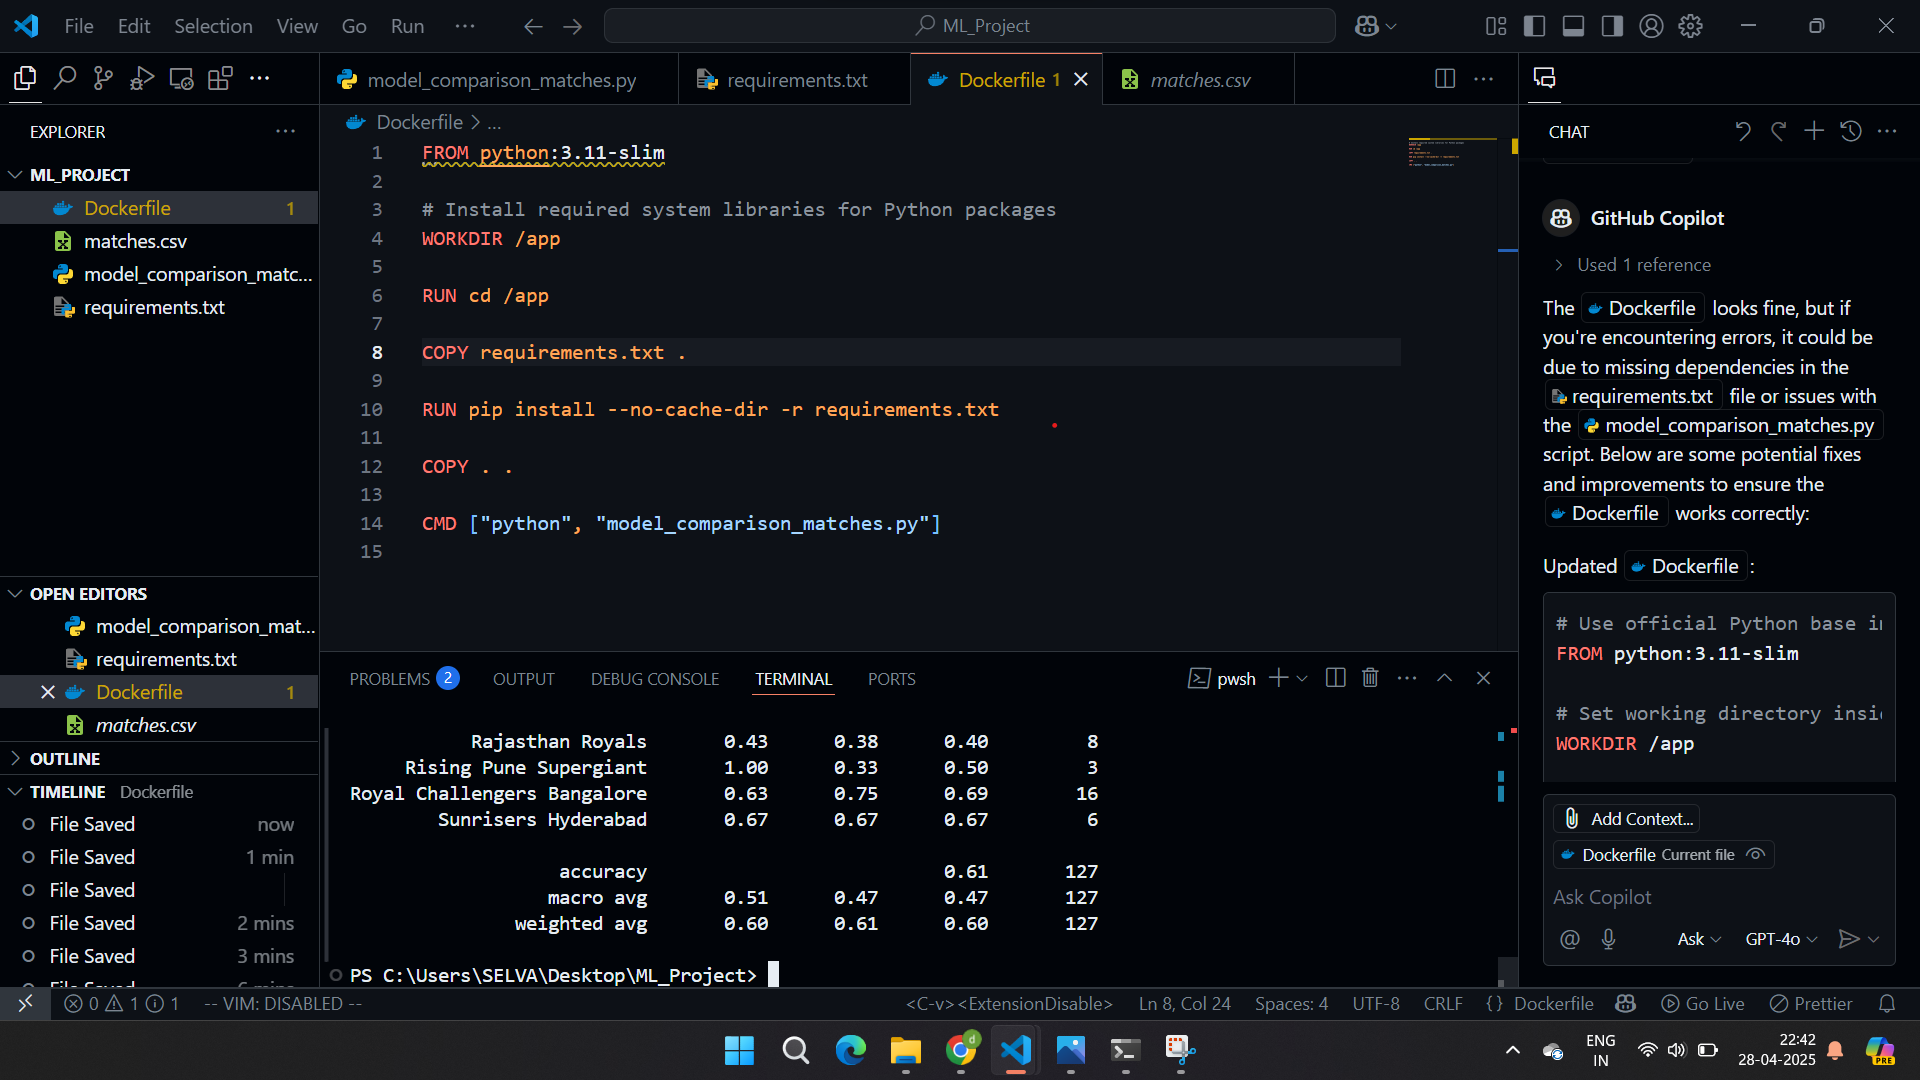 File Edit Selection View Go Run ... ML_Project
model_comparison_matches.py requirements.txt Dockerfile 1 matches.csv
EXPLORER ...
Dockerfile > ...
ML_PROJECT
Dockerfile 1
matches.csv
model_comparison_matc...
requirements.txt
1 FROM python:3.11-slim
2
3 # Install required system libraries for Python packages
4 WORKDIR /app
5
6 RUN cd /app
7
8 COPY requirements.txt .
9
10 RUN pip install --no-cache-dir -r requirements.txt
11
12 COPY . .
13
14 CMD ["python", "model_comparison_matches.py"]
15
OPEN EDITORS
model_comparison_mat...
requirements.txt
Dockerfile 1
matches.csv
OUTLINE
TIMELINE Dockerfile
File Saved now
File Saved 1 min
File Saved
File Saved 2 mins
File Saved 3 mins
PROBLEMS 2 OUTPUT DEBUG CONSOLE TERMINAL PORTS pwsh
Rajasthan Royals 0.43 0.38 0.40 8
Rising Pune Supergiant 1.00 0.33 0.50 3
Royal Challengers Bangalore 0.63 0.75 0.69 16
Sunrisers Hyderabad 0.67 0.67 0.67 6
accuracy 0.61 127
macro avg 0.51 0.47 0.47 127
weighted avg 0.60 0.61 0.60 127
PS C:\Users\SELVA\Desktop\ML_Project>
CHAT
GitHub Copilot
Used 1 reference
The Dockerfile looks fine, but if
you're encountering errors, it could be
due to missing dependencies in the
requirements.txt file or issues with
the model_comparison_matches.py
script. Below are some potential fixes
and improvements to ensure the
Dockerfile works correctly:
Updated Dockerfile :
# Use official Python base i
FROM python:3.11-slim
# Set working directory insi
WORKDIR /app
Add Context...
Dockerfile Current file
Ask Copilot
@ Ask GPT-4o
0 1 1 -- VIM: DISABLED -- <C-v><ExtensionDisable> Ln 8, Col 24 Spaces: 4 UTF-8 CRLF {} Dockerfile Go Live Prettier
d
ENG
IN
22:42
28-04-2025
PRE